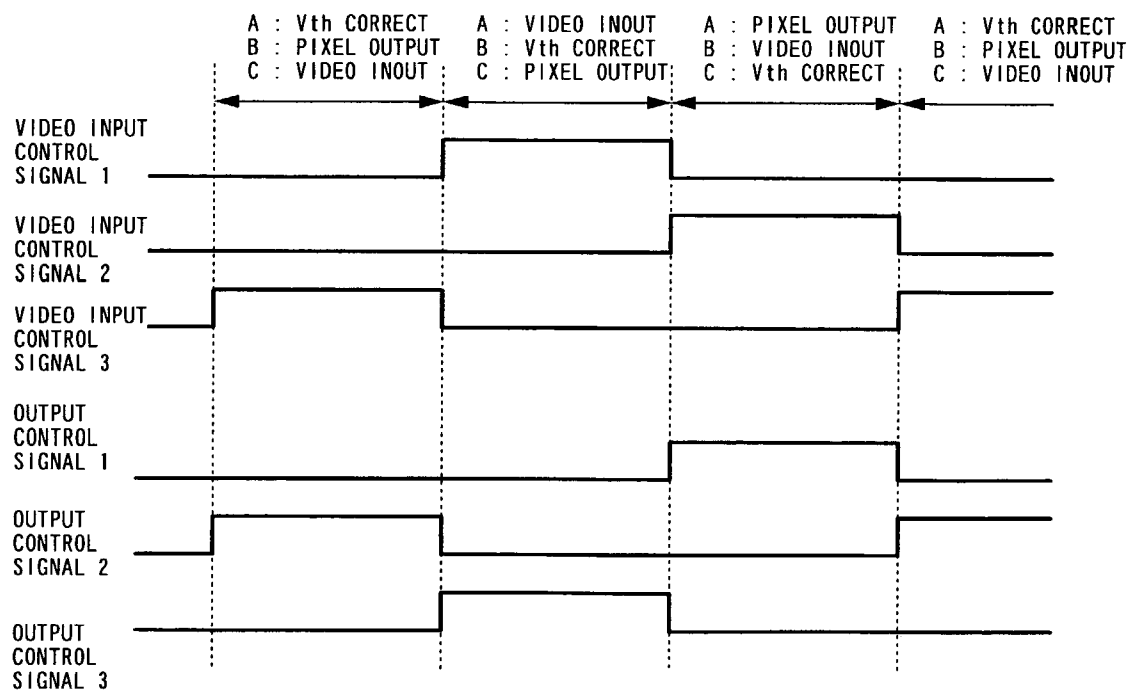 A : Vth CORRECT
B : PIXEL OUTPUT
C : VIDEO INOUT
A : VIDEO INOUT
B : Vth CORRECT
C : PIXEL OUTPUT
A : PIXEL OUTPUT
B : VIDEO INOUT
C : Vth CORRECT
A : Vth CORRECT
B : PIXEL OUTPUT
C : VIDEO INOUT
VIDEO INPUT
CONTROL
SIGNAL 1
VIDEO INPUT
CONTROL
SIGNAL 2
VIDEO INPUT
CONTROL
SIGNAL 3
OUTPUT
CONTROL
SIGNAL 1
OUTPUT
CONTROL
SIGNAL 2
OUTPUT
CONTROL
SIGNAL 3